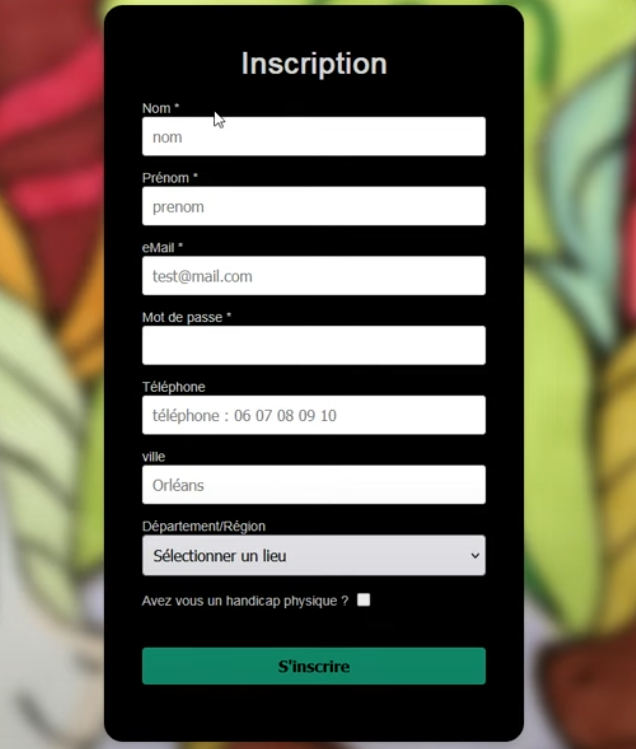 Inscription
Nom *
nom
Prénom *
prenom
eMail *
test@mail.com
Mot de passe *
Téléphone
téléphone : 06 07 08 09 10
ville
Orléans
Département/Région
Sélectionner un lieu
Avez vous un handicap physique ?
S'inscrire